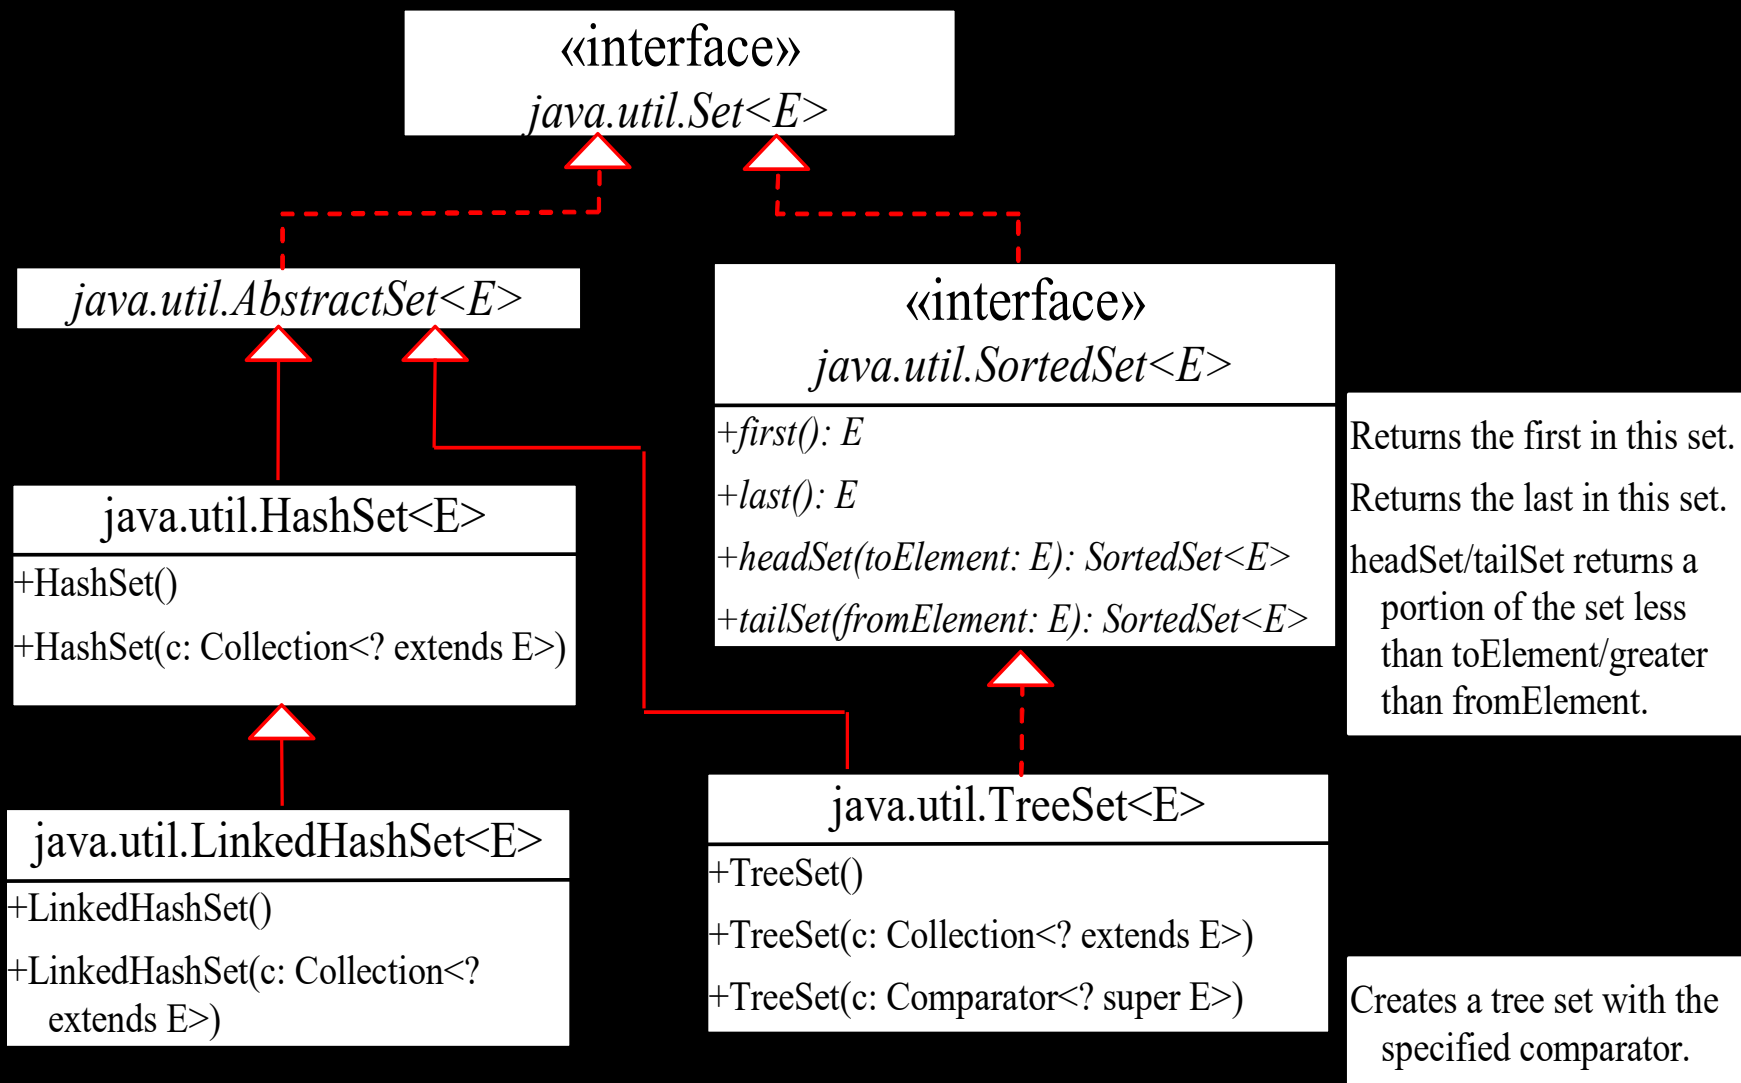 «interface»
java.util.Set<E>
java.util.AbstractSet<E>
«interface»
java.util.SortedSet<E>
+first(): E
+last(): E
+headSet(toElement: E): SortedSet<E>
+tailSet(fromElement: E): SortedSet<E>
Returns the first in this set.
Returns the last in this set.
headSet/tailSet returns a
portion of the set less
than toElement/greater
than fromElement.
java.util.HashSet<E>
+HashSet()
+HashSet(c: Collection<? extends E>)
java.util.LinkedHashSet<E>
+LinkedHashSet()
+LinkedHashSet(c: Collection<?
extends E>)
java.util.TreeSet<E>
+TreeSet()
+TreeSet(c: Collection<? extends E>)
+TreeSet(c: Comparator<? super E>)
Creates a tree set with the
specified comparator.